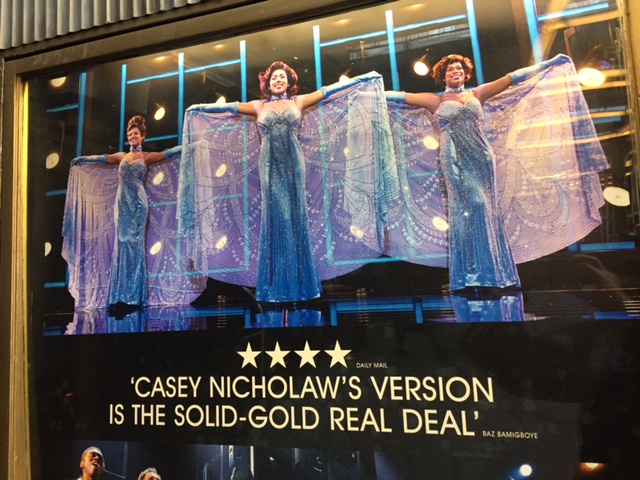 ★★★★ DAILY MAIL
'CASEY NICHOLAW'S VERSION
IS THE SOLID-GOLD REAL DEAL' BAZ BAMIGBOYE